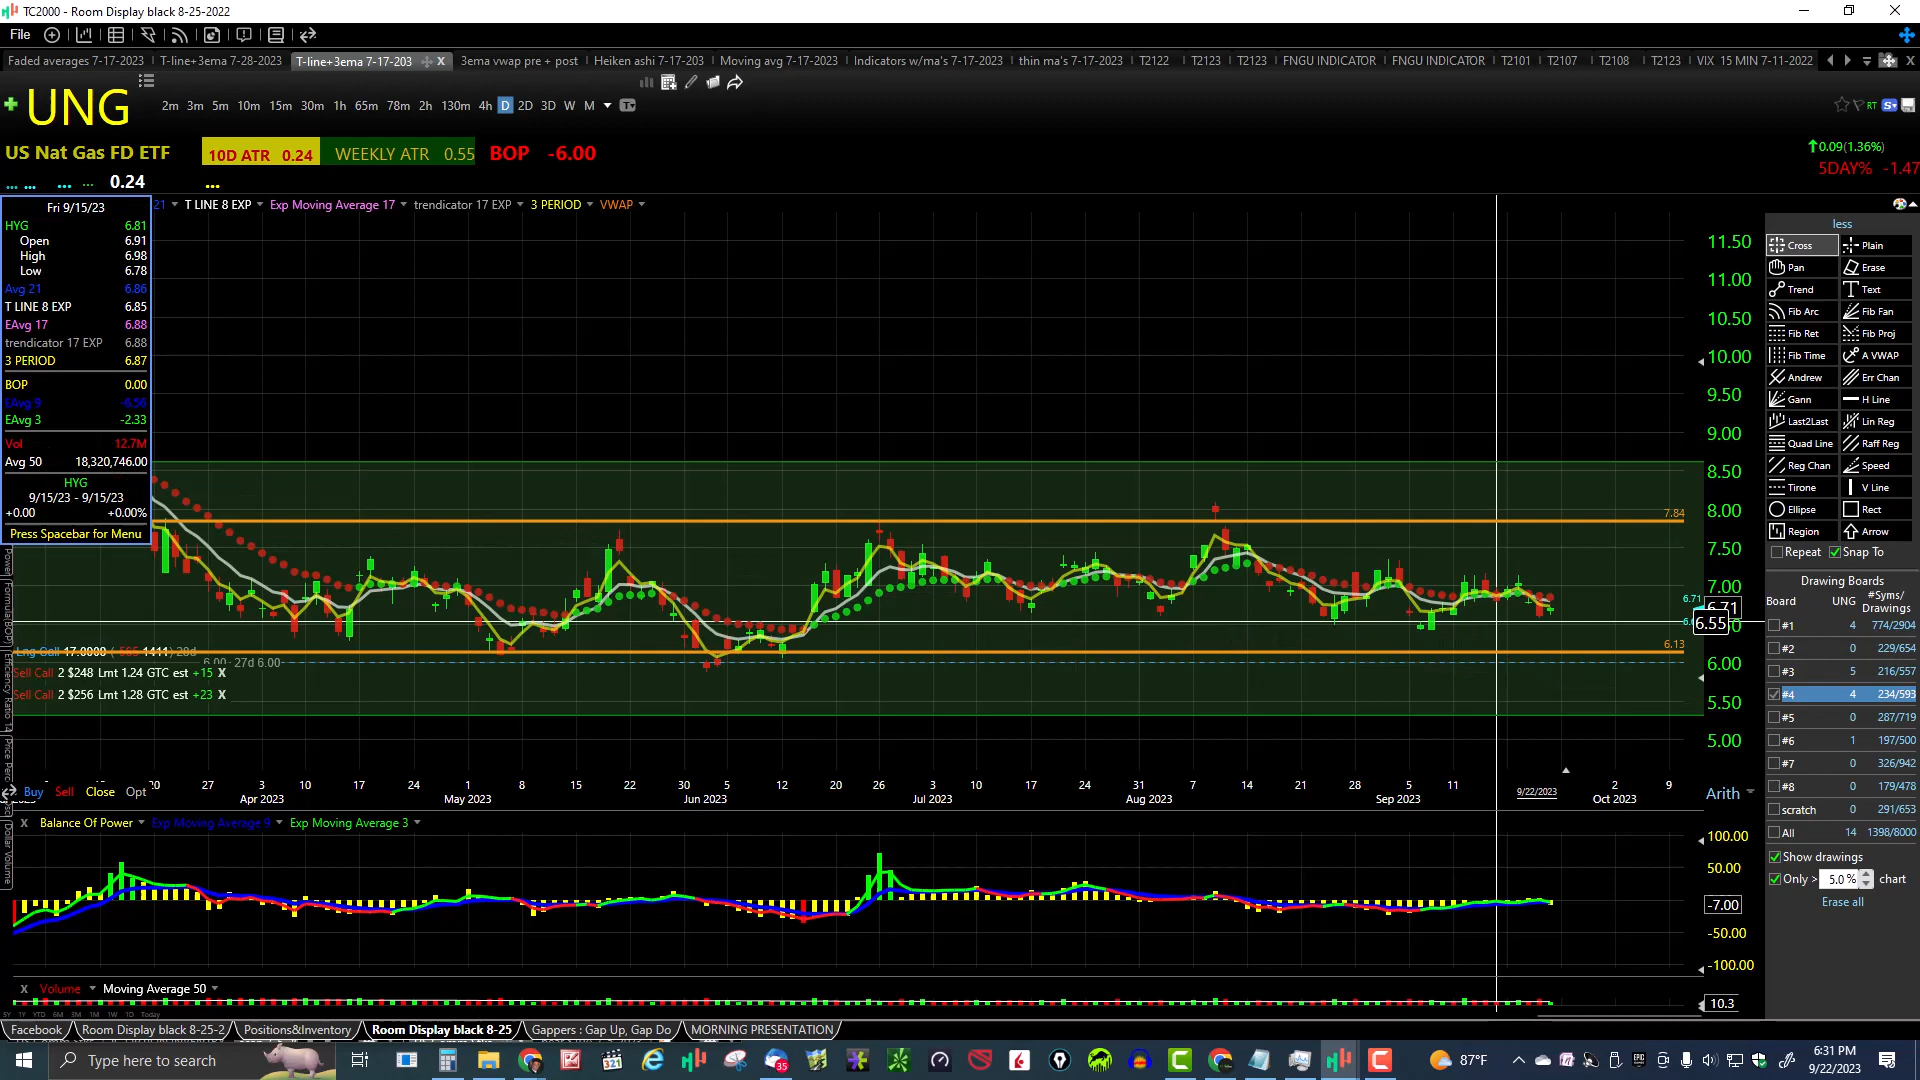 TC2000 - Room Display black 8-25-2022
File
Faded averages 7-17-2023 T-line+3ema 7-28-2023 T-line+3ema 7-17-203 X 3ema vwap pre + post Heiken ashi 7-17-203 Moving avg 7-17-2023 Indicators w/ma's 7-17-2023 thin ma's 7-17-2023 T2122 T2123 T2123 FNGU INDICATOR FNGU INDICATOR T2101 T2107 T2108 T2123 VIX 15 MIN 7-11-2022
UNG
2m 3m 5m 10m 15m 30m 1h 65m 78m 2h 130m 4h D 2D 3D W M
RT
US Nat Gas FD ETF 10D ATR 0.24 WEEKLY ATR 0.55 BOP -6.00
0.09(1.36%)
5DAY% -1.47
0.24
21 T LINE 8 EXP Exp Moving Average 17 trendicator 17 EXP 3 PERIOD VWAP
Fri 9/15/23
HYG 6.81
Open 6.91
High 6.98
Low 6.78
Avg 21 6.86
T LINE 8 EXP 6.85
EAvg 17 6.88
trendicator 17 EXP 6.88
3 PERIOD 6.87
BOP 0.00
EAvg 9 -6.56
EAvg 3 -2.33
Vol 12.7M
Avg 50 18,320,746.00
HYG
9/15/23 - 9/15/23
+0.00 +0.00%
Press Spacebar for Menu
11.50
11.00
10.50
10.00
9.50
9.00
8.50
8.00
7.50
7.00
6.00
5.50
5.00
7.84
6.71
6.71
6.55
6.13
6.00 27d 6.00
Sell Call 2 $248 Lmt 1.24 GTC est +15 X
Sell Call 2 $256 Lmt 1.28 GTC est +23 X
20 27 3 10 17 24 1 8 15 22 30 5 12 20 26 3 10 17 24 7 14 21 28 5 11 9/22/2023 2 9
Apr 2023 May 2023 Jun 2023 Jul 2023 Aug 2023 Sep 2023 Oct 2023
Arith
Buy Sell Close Opt
X Balance Of Power Exp Moving Average 9 Exp Moving Average 3
100.00
50.00
-7.00
-50.00
-100.00
X Volume Moving Average 50
10.3
5Y 1Y YTD 6M 3M 1M 1W 1D Today
less
Cross Plain
Pan Erase
Trend Text
Fib Arc Fib Fan
Fib Ret Fib Proj
Fib Time A VWAP
Andrew Err Chan
Gann H Line
Last2Last Lin Reg
Quad Line Raff Reg
Reg Chan Speed
Tirone V Line
Ellipse Rect
Region Arrow
Repeat Snap To
Drawing Boards
Board UNG #Syms/ Drawings
#1 4 774/2904
#2 0 229/654
#3 5 216/557
#4 4 234/593
#5 0 287/719
#6 1 197/500
#7 0 326/942
#8 0 179/478
scratch 0 291/653
All 14 1398/8000
Show drawings
Only > 5.0 % chart
Erase all
Facebook Room Display black 8-25-2 Positions&Inventory Room Display black 8-25 Gappers : Gap Up, Gap Do MORNING PRESENTATION
Type here to search
35
87°F
6:31 PM
9/22/2023